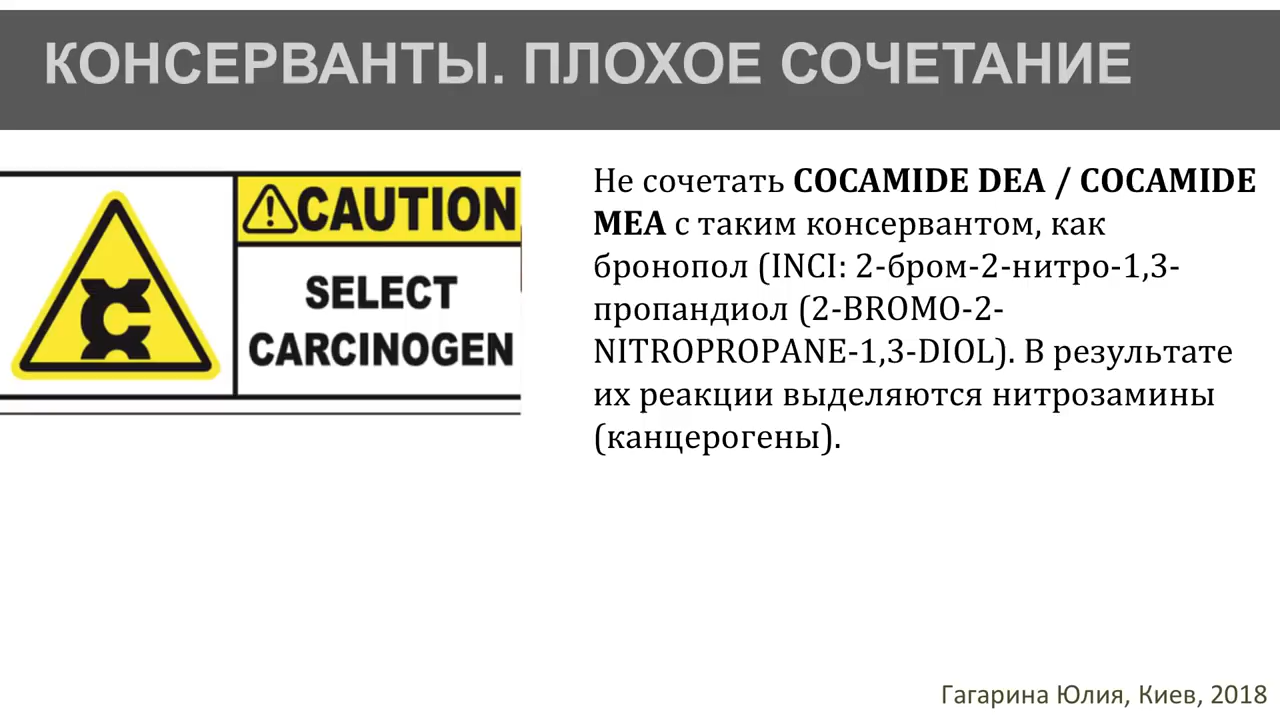 КОНСЕРВАНТЫ. ПЛОХОЕ СОЧЕТАНИЕ
CAUTION
SELECT
CARCINOGEN
Не сочетать COCAMIDE DEA / COCAMIDE
MEA с таким консервантом, как
бронопол (INCI: 2-бром-2-нитро-1,3-
пропандиол (2-BROMO-2-
NITROPROPANE-1,3-DIOL). В результате
их реакции выделяются нитрозамины
(канцерогены).
Гагарина Юлия, Киев, 2018